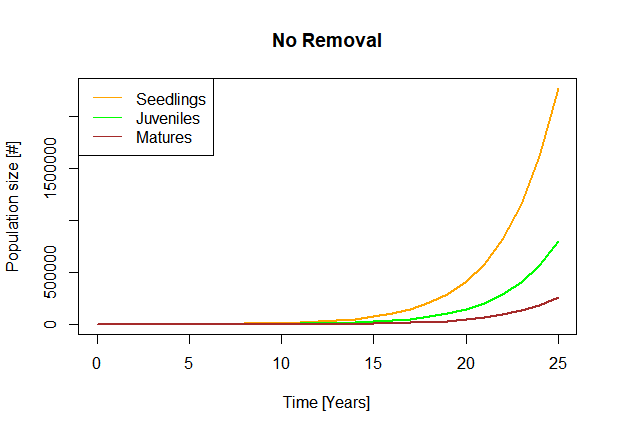 No Removal
Seedlings
Juveniles
Matures
Population size [#]
1500000
500000
0
0 5 10 15 20 25
Time [Years]